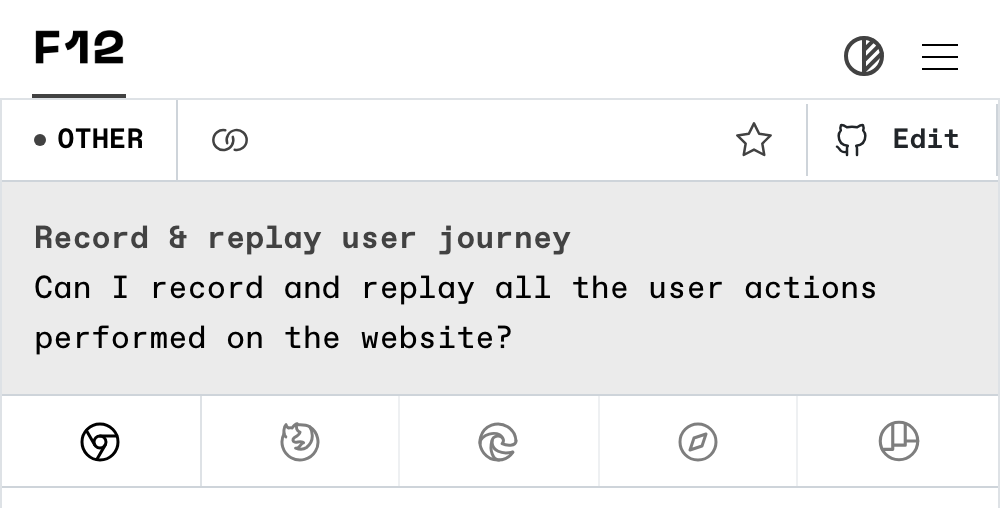 F12
OTHER
Edit
Record & replay user journey
Can I record and replay all the user actions
performed on the website?